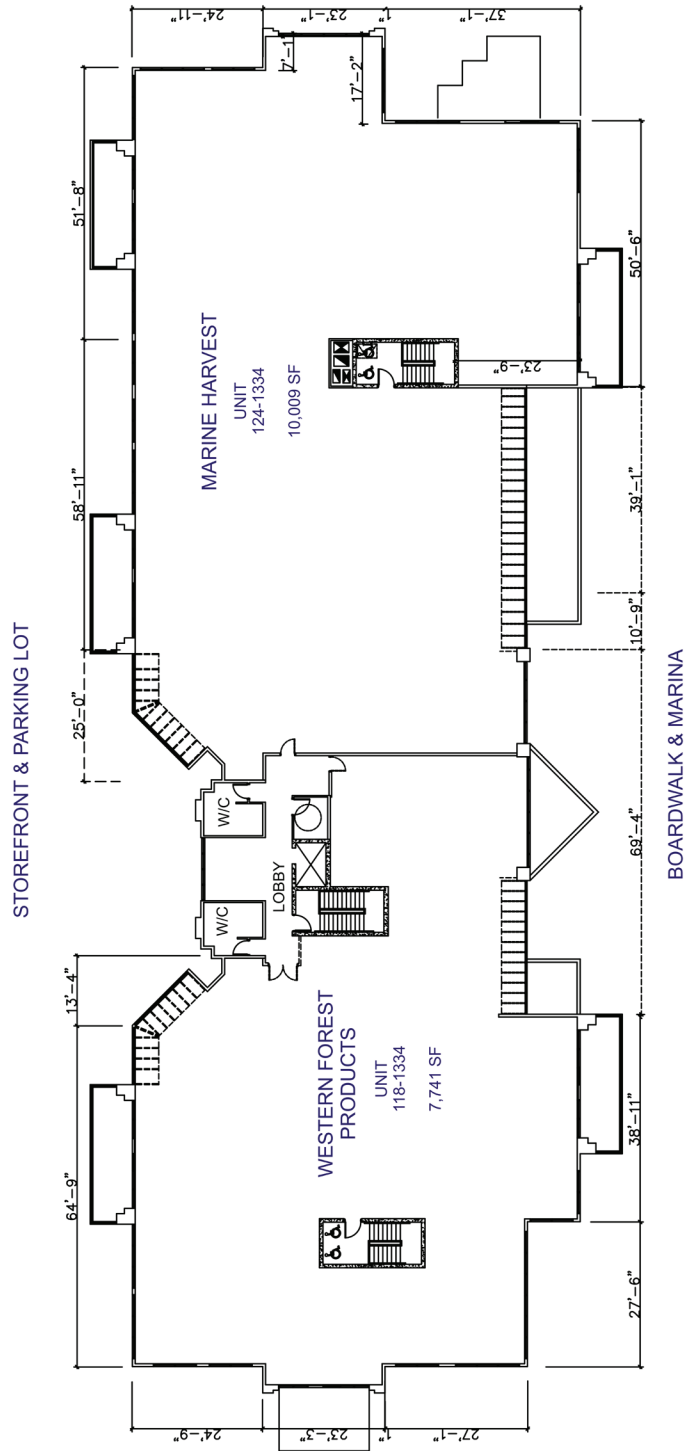 STOREFRONT & PARKING LOT
64'-9"
13'-4"
25'-0"
58'-11"
51'-8"
24'-9"
23'-3"
1"
27'-1"
24'-11"
23'-1"
1"
37'-1"
7'-1"
17'-2"
W/C
W/C
LOBBY
WESTERN FOREST
PRODUCTS
UNIT
118-1334
7,741 SF
MARINE HARVEST
UNIT
124-1334
10,009 SF
23'-9"
27'-6"
38'-11"
69'-4"
10'-9"
39'-1"
50'-6"
BOARDWALK & MARINA